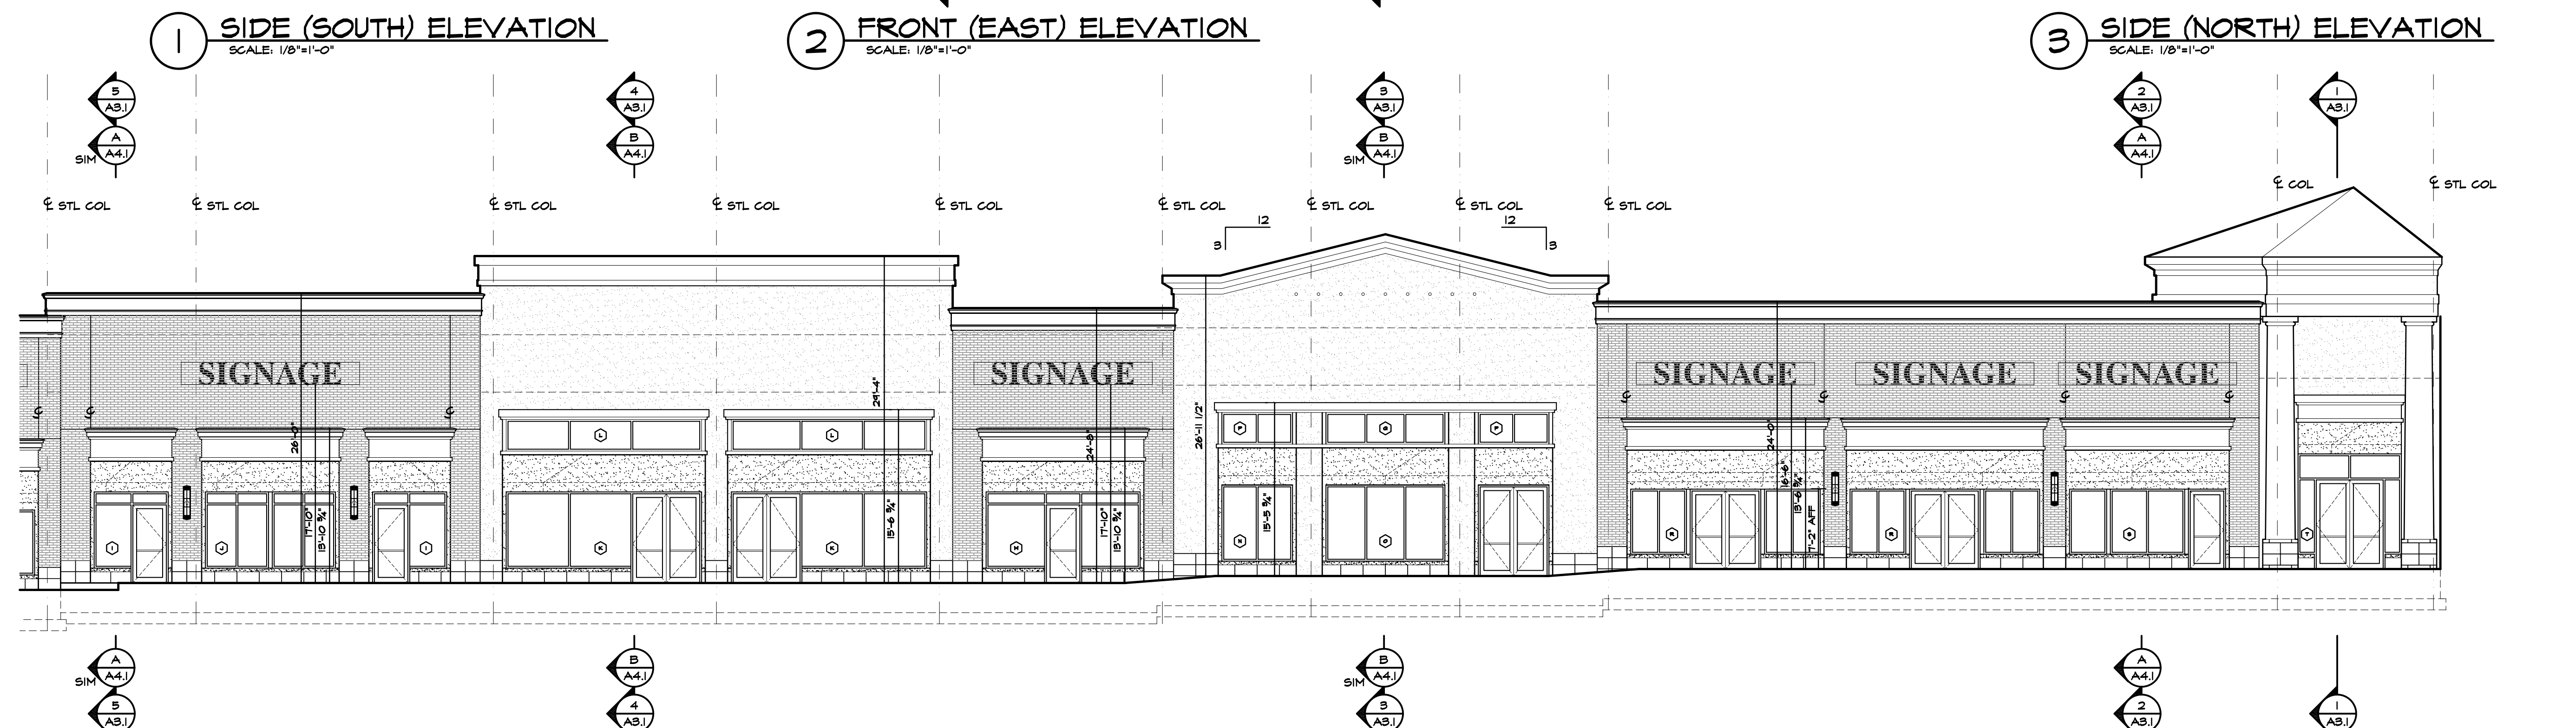 1 SIDE (SOUTH) ELEVATION
SCALE: 1/8"=1'-0"
2 FRONT (EAST) ELEVATION
SCALE: 1/8"=1'-0"
3 SIDE (NORTH) ELEVATION
SCALE: 1/8"=1'-0"
5 A3.1
4 A3.1
3 A3.1
2 A3.1
1 A3.1
SIM A A4.1
B A4.1
SIM B A4.1
A A4.1
℄ STL COL
℄ STL COL
℄ STL COL
℄ STL COL
℄ STL COL
℄ STL COL
℄ STL COL
℄ STL COL
℄ STL COL
℄ COL
℄ STL COL
12
3
12
3
SIGNAGE
SIGNAGE
SIGNAGE
SIGNAGE
SIGNAGE
℄
℄
℄
℄
℄
℄
℄
26'-0"
17'-10"
13'-10 3/4"
29'-4"
15'-6 3/4"
24'-8"
17'-10"
13'-10 3/4"
26'-11 1/2"
15'-5 3/4"
24'-0"
16'-6"
13'-6 3/4"
7'-2" AFF
L
L
P
P
I
J
I
K
K
M
N
O
R
R
S
T
SIM A A4.1
B A4.1
SIM B A4.1
A A4.1
5 A3.1
4 A3.1
3 A3.1
2 A3.1
1 A3.1